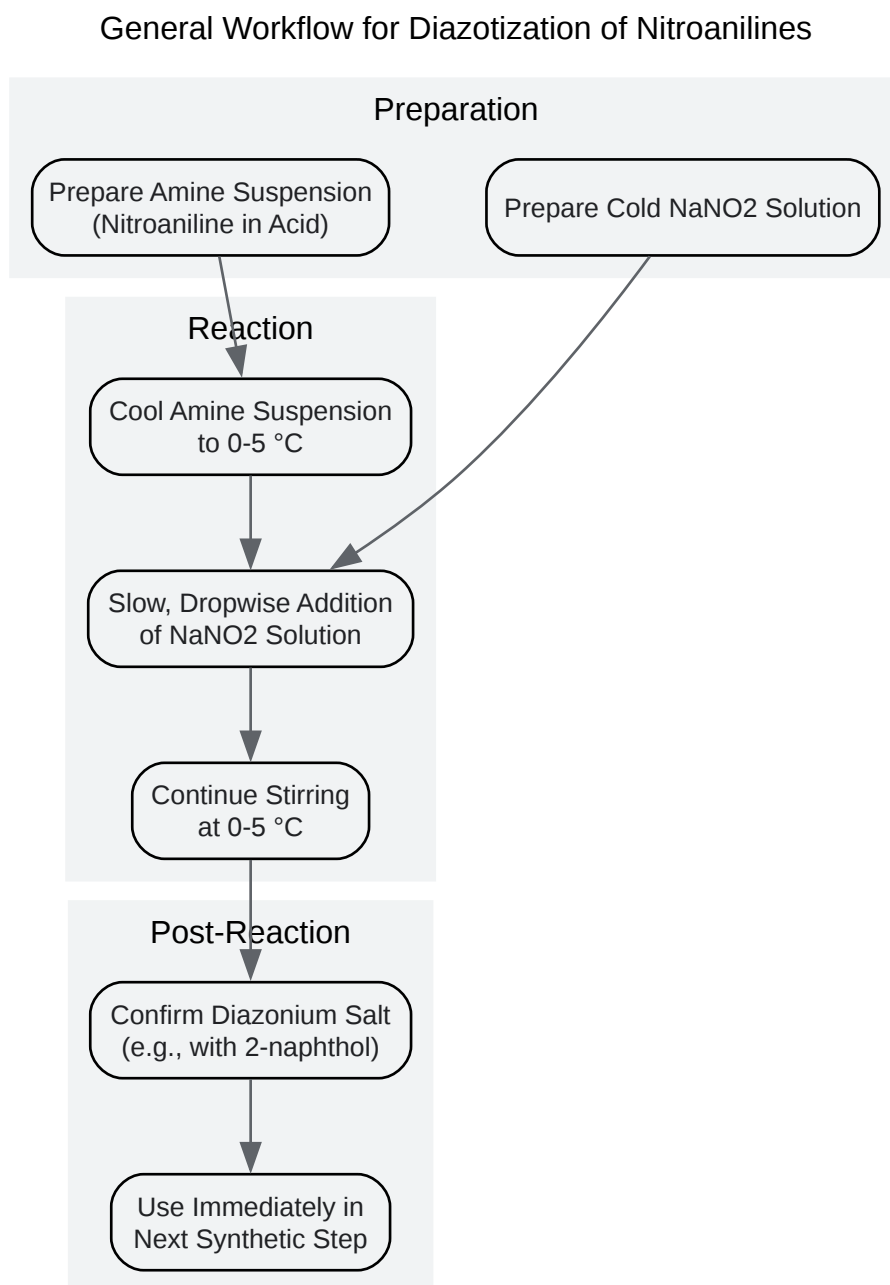 General Workflow for Diazotization of Nitroanilines
Preparation
Prepare Amine Suspension
(Nitroaniline in Acid)
Prepare Cold NaNO2 Solution
Reaction
Cool Amine Suspension
to 0-5 °C
Slow, Dropwise Addition
of NaNO2 Solution
Continue Stirring
at 0-5 °C
Post-Reaction
Confirm Diazonium Salt
(e.g., with 2-naphthol)
Use Immediately in
Next Synthetic Step